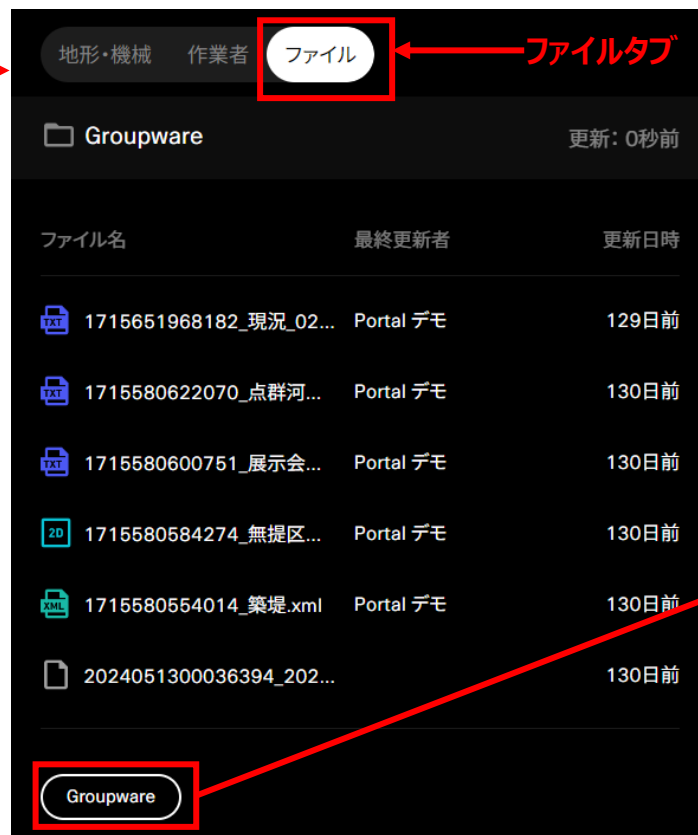 地形・機械 作業者 ファイル ファイルタブ
Groupware 更新: 0秒前
ファイル名 最終更新者 更新日時
TXT 1715651968182_現況_02... Portal デモ 129日前
TXT 1715580622070_点群河... Portal デモ 130日前
TXT 1715580600751_展示会... Portal デモ 130日前
2D 1715580584274_無提区... Portal デモ 130日前
XML 1715580554014_築堤.xml Portal デモ 130日前
2024051300036394_202... 130日前
Groupware